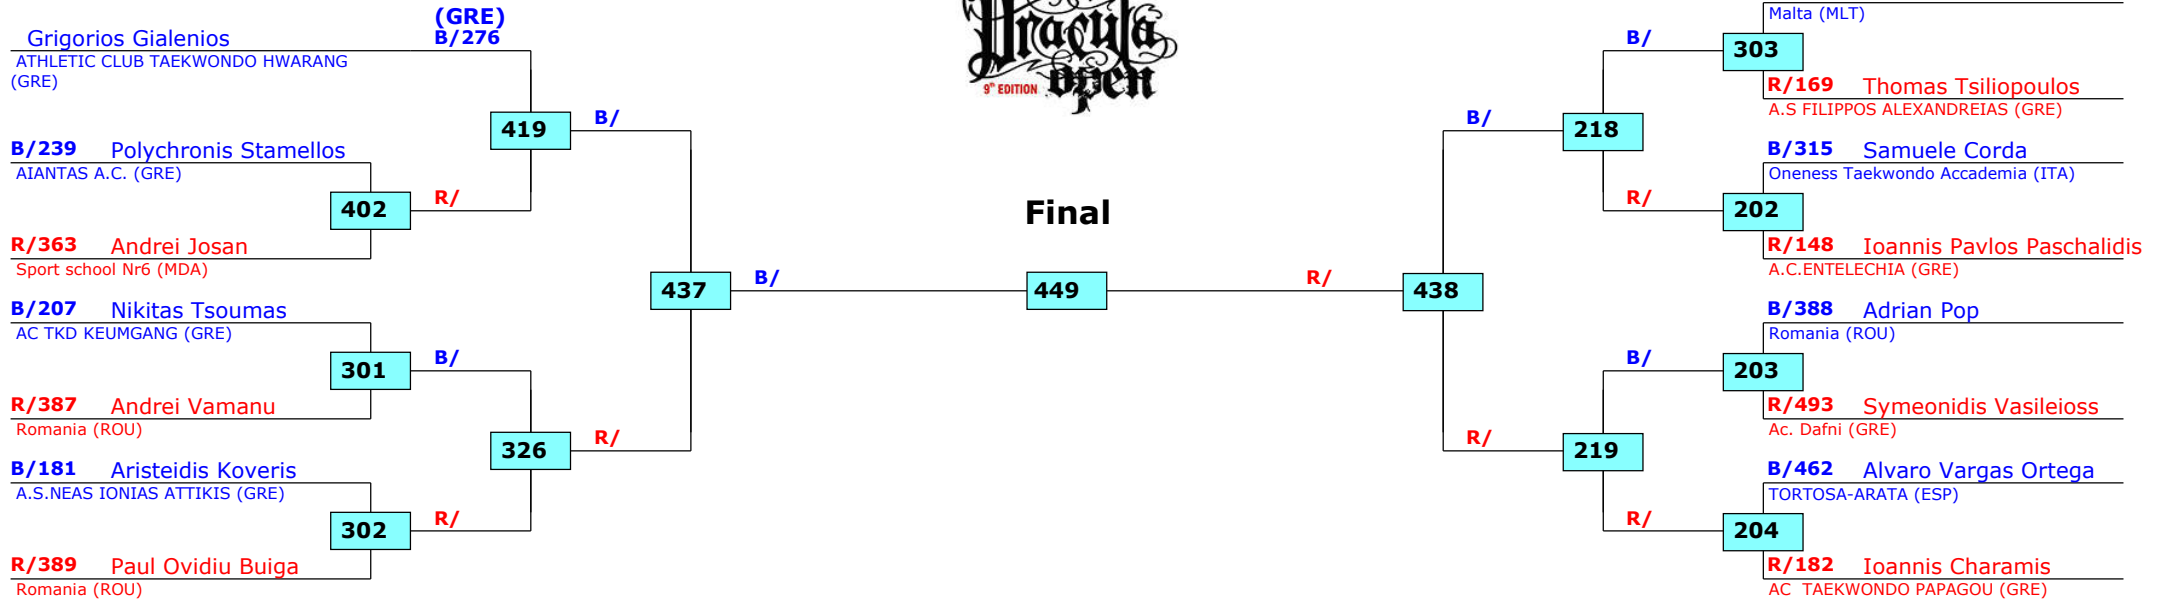 (GRE)
Grigorios Gialenios B/276
ATHLETIC CLUB TAEKWONDO HWARANG
(GRE)
419 B/
B/239 Polychronis Stamellos
AIANTAS A.C. (GRE)
402 R/
R/363 Andrei Josan
Sport school Nr6 (MDA)
437 B/
B/207 Nikitas Tsoumas
AC TKD KEUMGANG (GRE)
301 B/
R/387 Andrei Vamanu
Romania (ROU)
326 R/
B/181 Aristeidis Koveris
A.S.NEAS IONIAS ATTIKIS (GRE)
302 R/
R/389 Paul Ovidiu Buiga
Romania (ROU)
Dracula
open
9th EDITION
Final
449
Malta (MLT)
B/ 303
R/169 Thomas Tsiliopoulos
A.S FILIPPOS ALEXANDREIAS (GRE)
B/ 218
B/315 Samuele Corda
Oneness Taekwondo Accademia (ITA)
R/ 202
R/148 Ioannis Pavlos Paschalidis
A.C.ENTELECHIA (GRE)
R/ 438
B/388 Adrian Pop
Romania (ROU)
B/ 203
R/493 Symeonidis Vasileioss
Ac. Dafni (GRE)
R/ 219
B/462 Alvaro Vargas Ortega
TORTOSA-ARATA (ESP)
R/ 204
R/182 Ioannis Charamis
AC TAEKWONDO PAPAGOU (GRE)